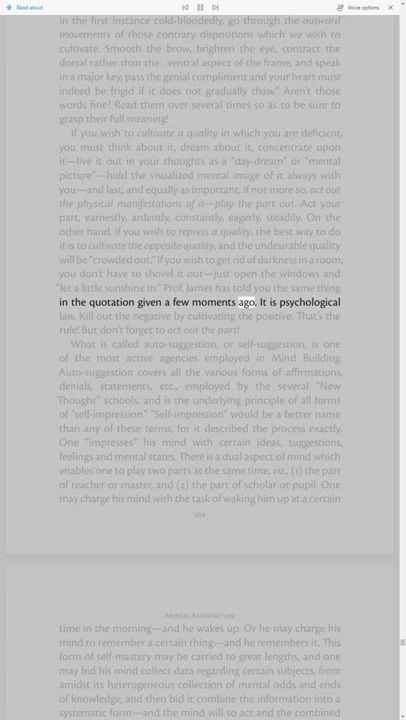 Read aloud
Voice options
in the first instance cold-bloodedly, go through the outward
movements of those contrary dispositions which we wish to
cultivate. Smooth the brow, brighten the eye, contract the
dorsal rather than the ventral aspect of the frame, and speak
in a major key, pass the genial compliment and your heart must
indeed be frigid if it does not gradually thaw." Aren't those
words fine? Read them over several times so as to be sure to
grasp their full meaning!
If you wish to cultivate a quality in which you are deficient,
you must think about it, dream about it, concentrate upon
it—live it out in your thoughts as a "day-dream" or "mental
picture"—hold the visualized mental image of it always with
you—and last, and equally as important, if not more so, act out
the physical manifestations of it—play the part out. Act your
part, earnestly, ardently, constantly, eagerly, steadily. On the
other hand, if you wish to repress a quality, the best way to do
it is to cultivate the opposite quality, and the undesirable quality
will be "crowded out." If you wish to get rid of darkness in a room,
you don't have to shovel it out—just open the windows and
"let a little sunshine in." Prof. James has told you the same thing
in the quotation given a few moments ago. It is psychological
law. Kill out the negative by cultivating the positive. That's the
rule! But don't forget to act out the part!
What is called auto-suggestion, or self-suggestion, is one
of the most active agencies employed in Mind Building.
Auto-suggestion covers all the various forms of affirmations,
denials, statements, etc., employed by the several "New
Thought" schools, and is the underlying principle of all forms
of "self-impression." "Self-impression" would be a better name
than any of these terms, for it described the process exactly.
One "impresses" his mind with certain ideas, suggestions,
feelings and mental states. There is a dual aspect of mind which
enables one to play two parts at the same time, viz., (1) the part
of teacher or master, and (2) the part of scholar or pupil. One
may charge his mind with the task of waking him up at a certain
304
Mental Architecture
time in the morning—and he wakes up. Or he may charge his
mind to remember a certain thing—and he remembers it. This
form of self-mastery may be carried to great lengths, and one
may bid his mind collect data regarding certain subjects, from
amidst its heterogeneous collection of mental odds and ends
of knowledge; and then bid it combine the information into a
systematic form—and the mind will so act and the combined